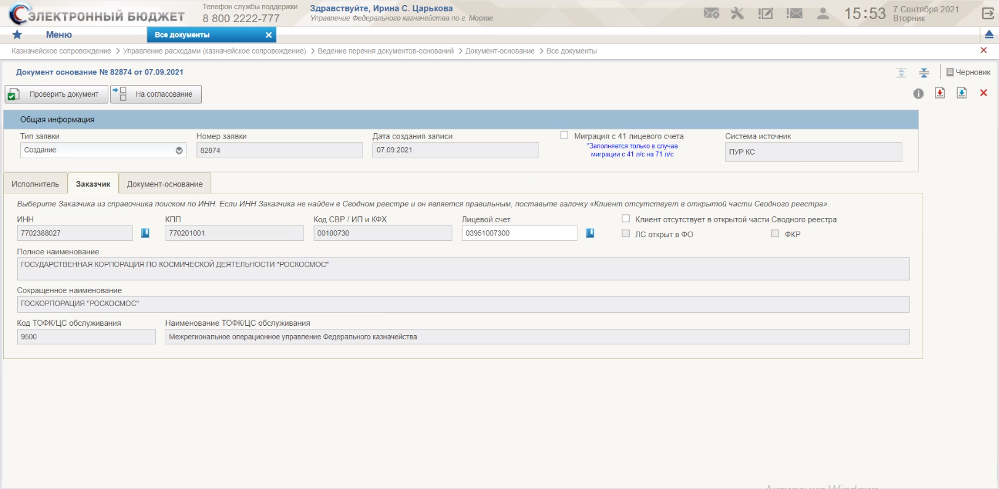 ЭЛЕКТРОННЫЙ БЮДЖЕТ
Телефон службы поддержки
8 800 2222-777
Здравствуйте, Ирина С. Царькова
Управление Федерального казначейства по г. Москве
15:53
7 Сентября 2021
Вторник
Меню
Все документы
Казначейское сопровождение > Управление расходами (казначейское сопровождение) > Ведение перечня документов-оснований > Документ-основание > Все документы
Документ основание № 82874 от 07.09.2021
Черновик
Проверить документ
На согласование
Общая информация
Тип заявки
Номер заявки
Дата создания записи
Миграция с 41 лицевого счета
Система источник
Создание
82874
07.09.2021
*Заполняется только в случае
миграции с 41 л/с на 71 л/с
ПУР КС
Исполнитель
Заказчик
Документ-основание
Выберите Заказчика из справочника поиском по ИНН. Если ИНН Заказчика не найден в Сводном реестре и он является правильным, поставьте галочку «Клиент отсутствует в открытой части Сводного реестра».
ИНН
КПП
Код СВР / ИП и КФХ
Лицевой счет
Клиент отсутствует в открытой части Сводного реестра
7702388027
770201001
00100730
03951007300
ЛС открыт в ФО
ФКР
Полное наименование
ГОСУДАРСТВЕННАЯ КОРПОРАЦИЯ ПО КОСМИЧЕСКОЙ ДЕЯТЕЛЬНОСТИ "РОСКОСМОС"
Сокращенное наименование
ГОСКОРПОРАЦИЯ "РОСКОСМОС"
Код ТОФК/ЦС обслуживания
Наименование ТОФК/ЦС обслуживания
9500
Межрегиональное операционное управление Федерального казначейства
Активация Windows